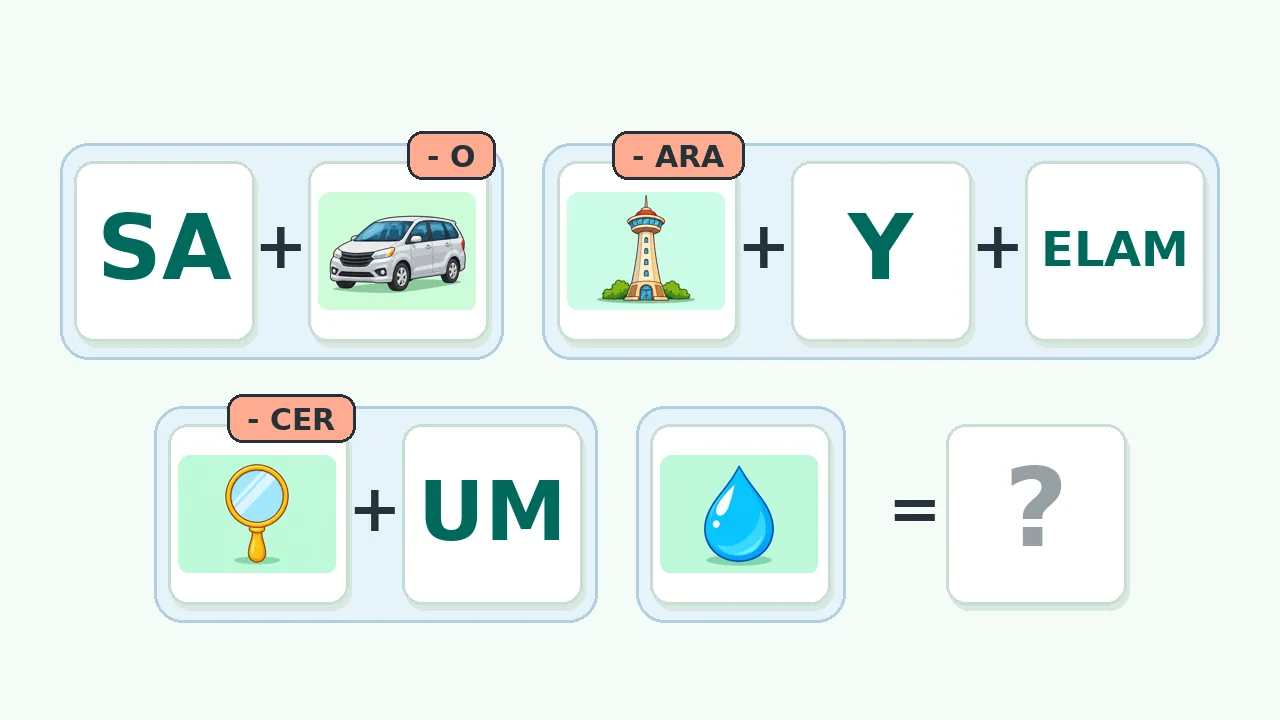 - O
- ARA
SA + + Y + ELAM
- CER
+ UM = ?